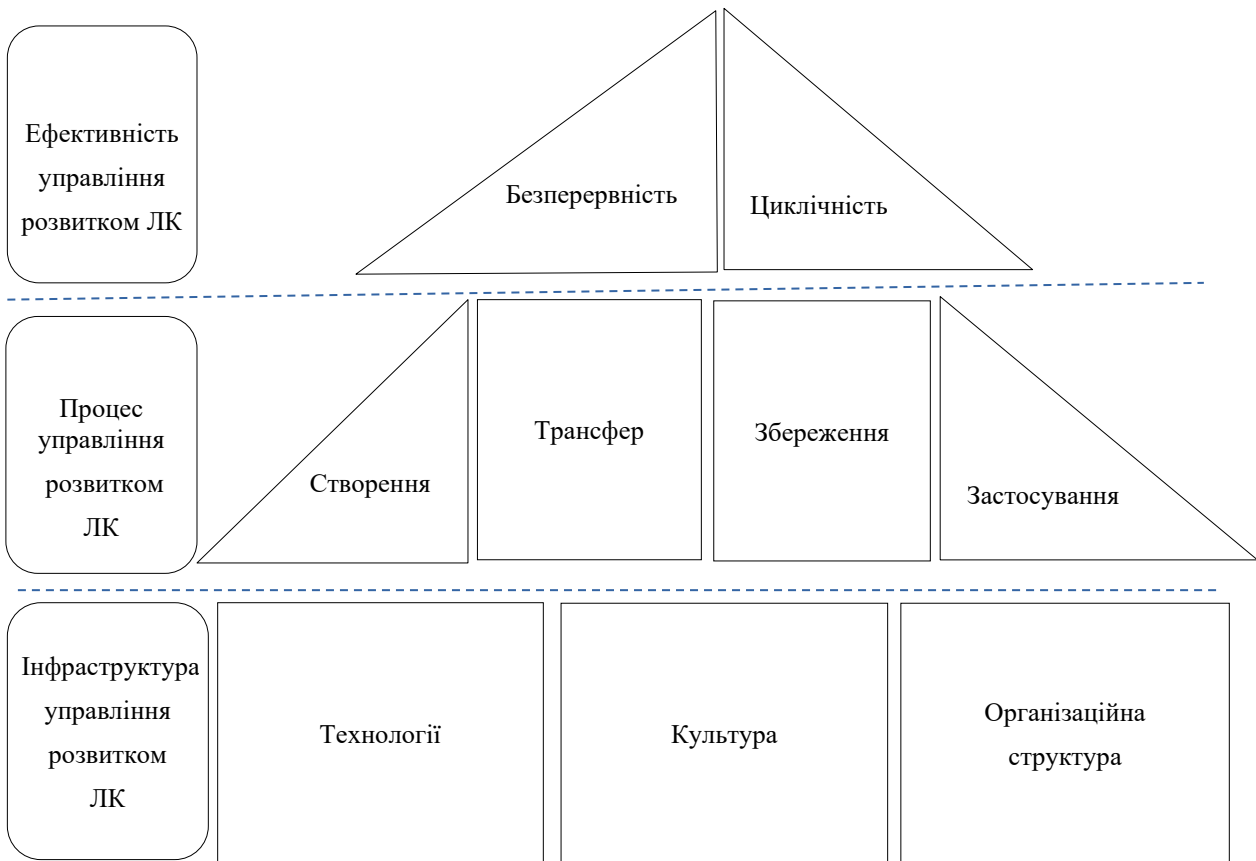 Ефективність
управління
розвитком ЛК
Безперервність
Циклічність
Процес
управління
розвитком
ЛК
Створення
Трансфер
Збереження
Застосування
Інфраструктура
управління
розвитком
ЛК
Технології
Культура
Організаційна
структура